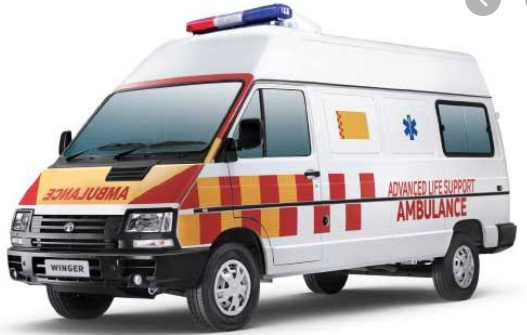 AMBULANCE
WINGER
ADVANCED LIFE SUPPORT
AMBULANCE